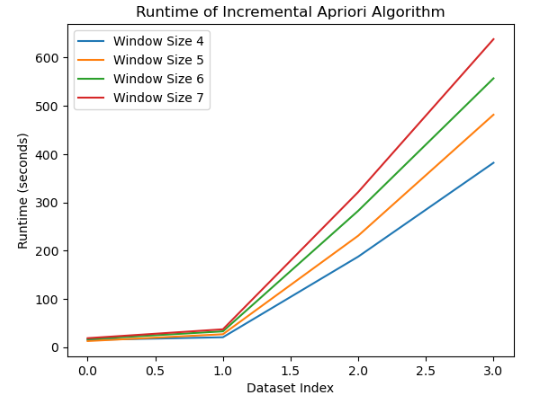 Runtime of Incremental Apriori Algorithm
Window Size 4
Window Size 5
Window Size 6
Window Size 7
Runtime (seconds)
600
500
400
300
200
100
0
0.0 0.5 1.0 1.5 2.0 2.5 3.0
Dataset Index